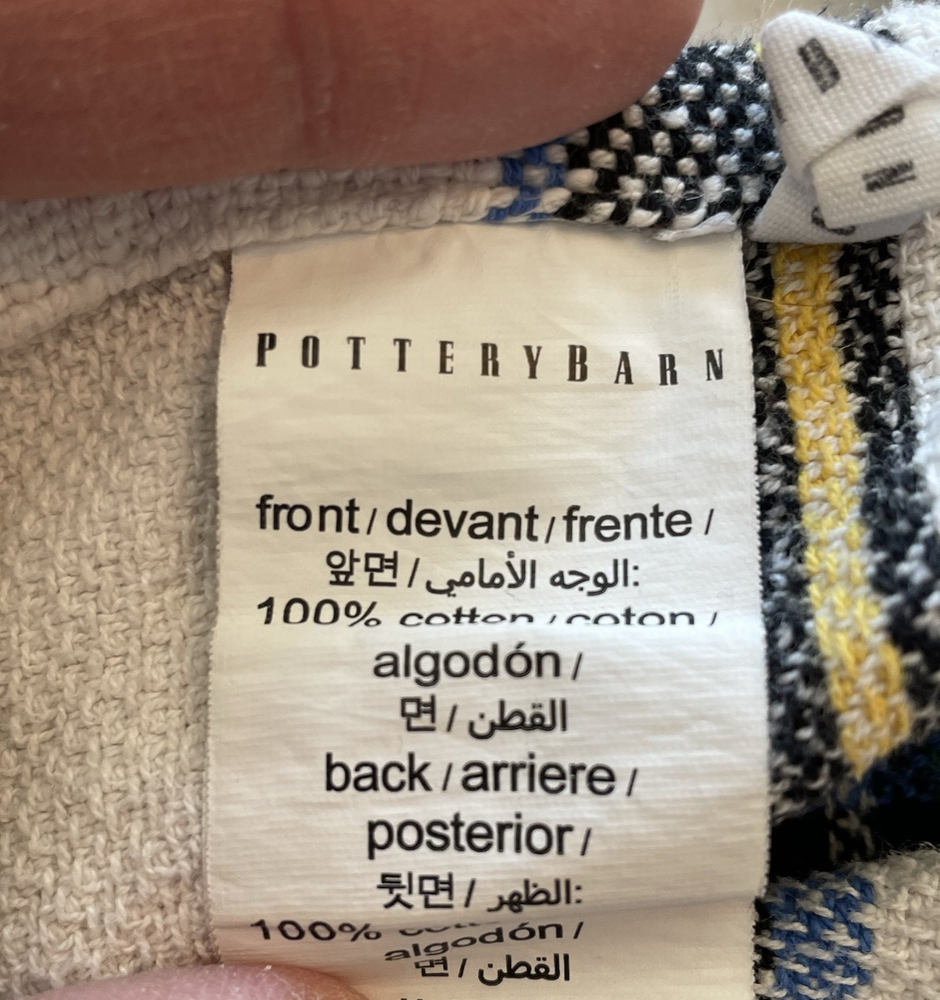 POTTERYBARN
front / devant / frente /
앞면 / الوجه الأمامي:
100% cotton / coton /
algodón /
면 / القطن
back / arriere /
posterior /
뒷면 / الظهر:
100%
algodón /
면 / القطن